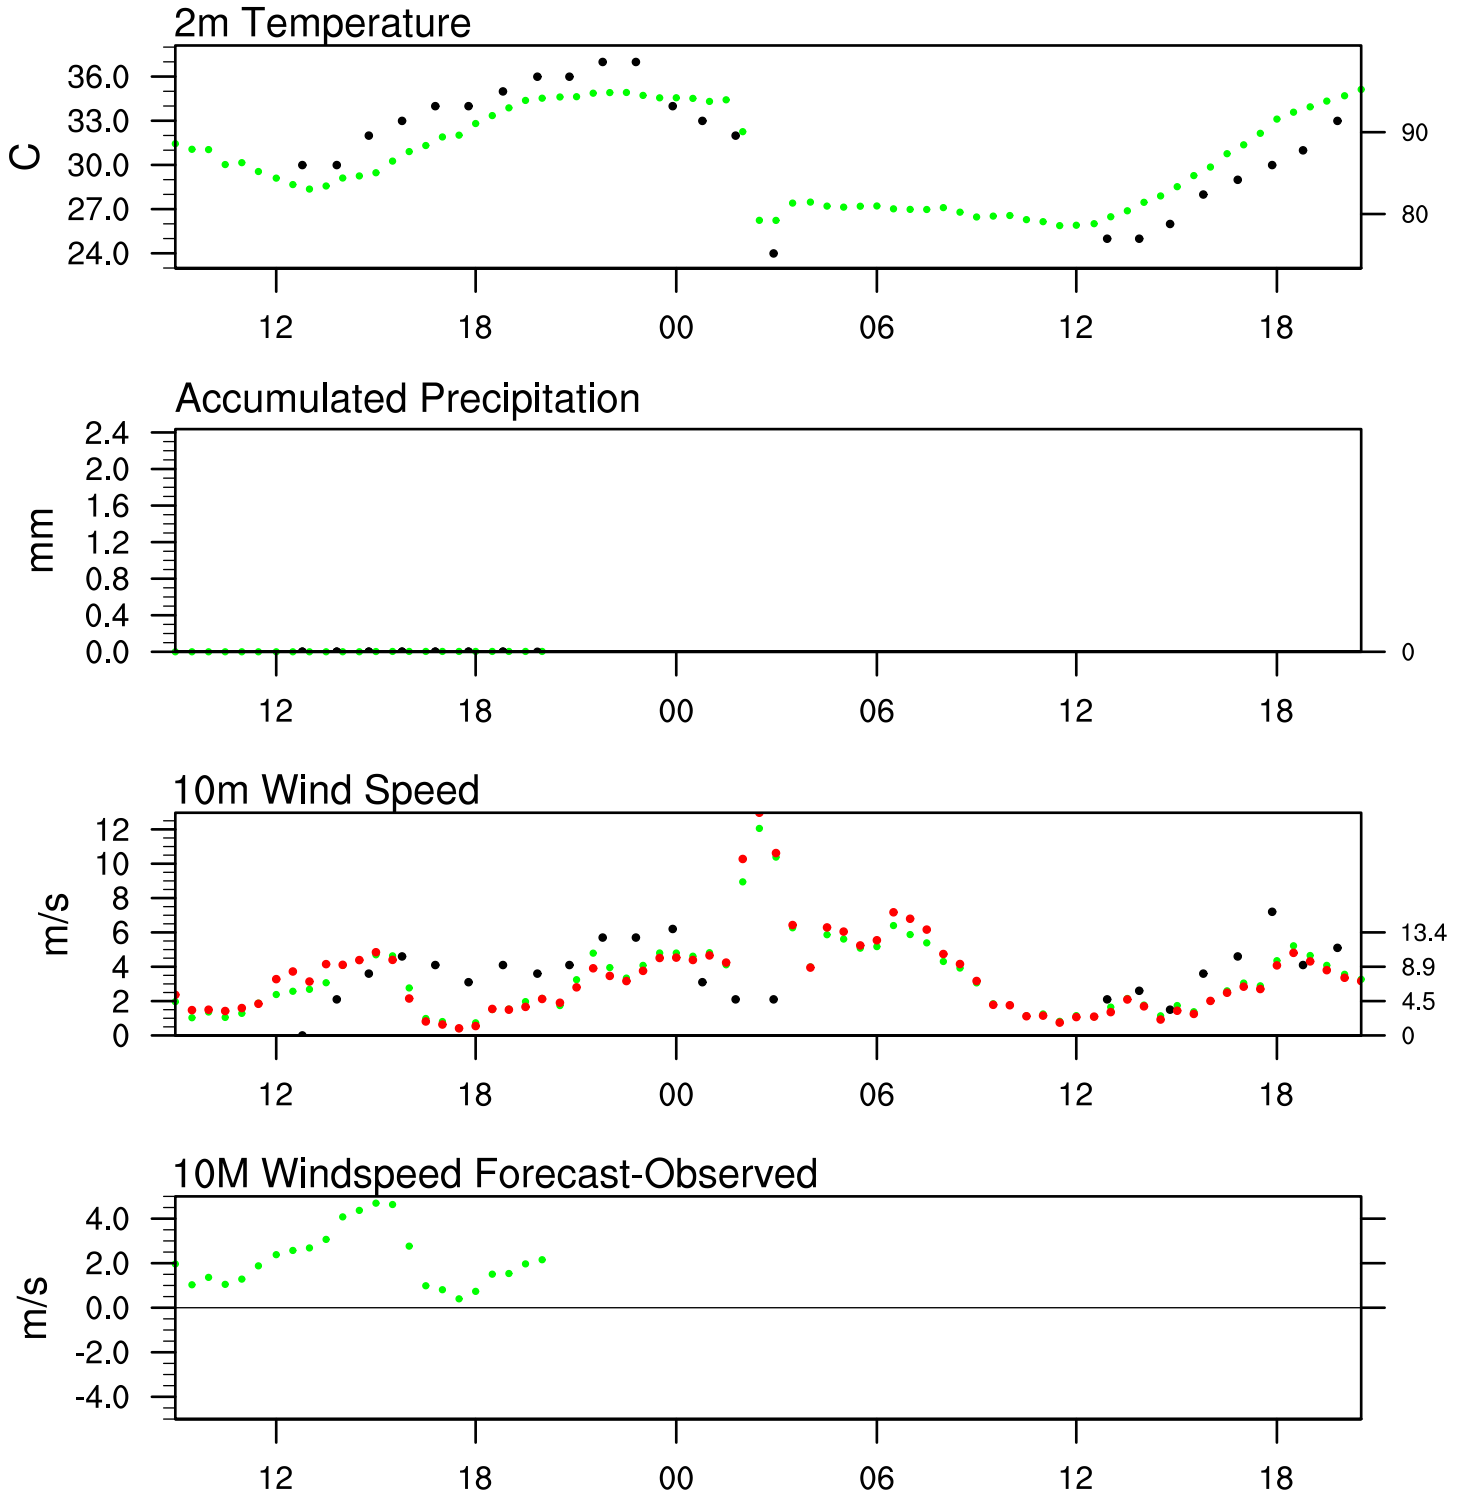 2m Temperature
C
36.0
33.0
30.0
27.0
24.0
90
80
12 18 00 06 12 18
Accumulated Precipitation
mm
2.4
2.0
1.6
1.2
0.8
0.4
0.0
0
12 18 00 06 12 18
10m Wind Speed
m/s
12
10
8
6
4
2
0
13.4
8.9
4.5
0
12 18 00 06 12 18
10M Windspeed Forecast-Observed
m/s
4.0
2.0
0.0
-2.0
-4.0
12 18 00 06 12 18